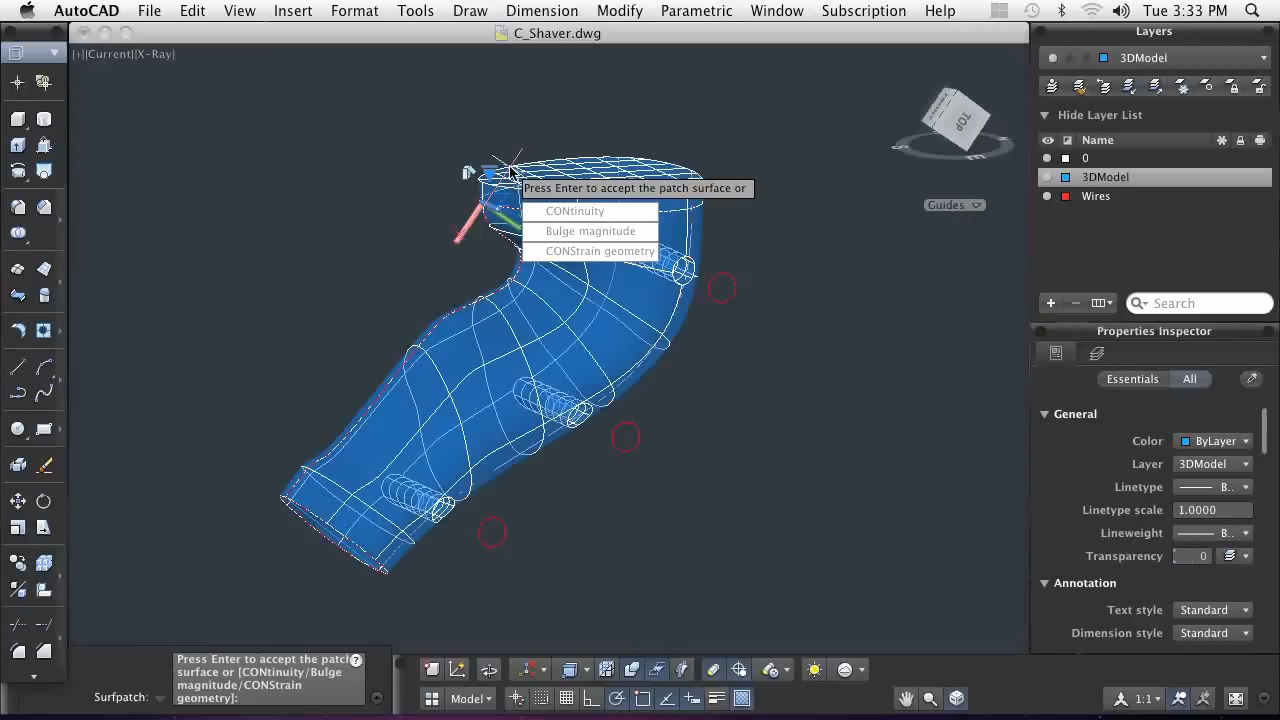 AutoCAD File Edit View Insert Format Tools Draw Dimension Modify Parametric Window Subscription Help Tue 3:33 PM
C_Shaver.dwg
[+][Current][X-Ray]
Layers
3DModel
Hide Layer List
Name
0
3DModel
Wires
TOP
S
E
Guides
Press Enter to accept the patch surface or
CONtinuity
Bulge magnitude
CONStrain geometry
Search
Properties Inspector
Essentials All
General
Color ByLayer
Layer 3DModel
Linetype B..
Linetype scale 1.0000
Lineweight B..
Transparency 0
Annotation
Text style Standard
Dimension style Standard
Surfpatch:
Press Enter to accept the patch
surface or [CONtinuity/Bulge
magnitude/CONStrain
geometry]:
?
Model
1:1